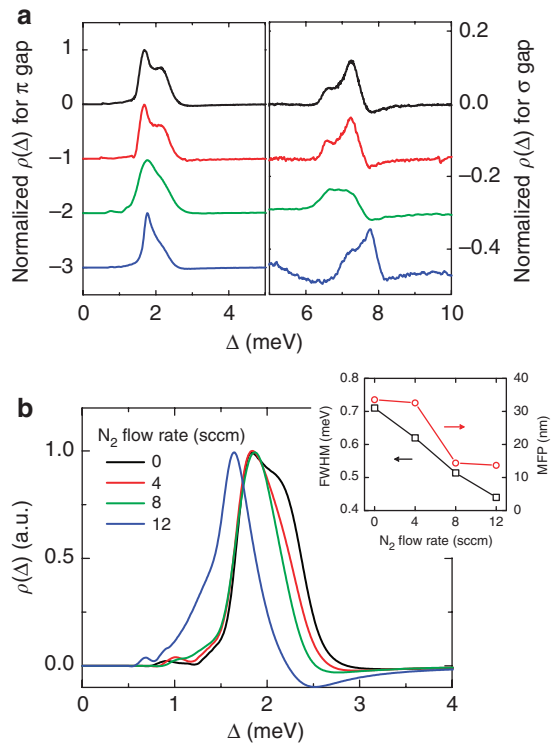 a
Normalized ρ(Δ) for π gap
1
0
−1
−2
−3
0.2
0.0
−0.2
−0.4
Normalized ρ(Δ) for σ gap
0 2 4 6 8 10
Δ (meV)
Δ (meV)
b
N2 flow rate (sccm)
0
4
8
12
ρ(Δ) (a.u.)
1.0
0.5
0.0
0 1 2 3 4
Δ (meV)
FWHM (meV)
0.8
0.7
0.6
0.5
0.4
40
30
20
10
0
MFP (nm)
0 4 8 12
N2 flow rate (sccm)